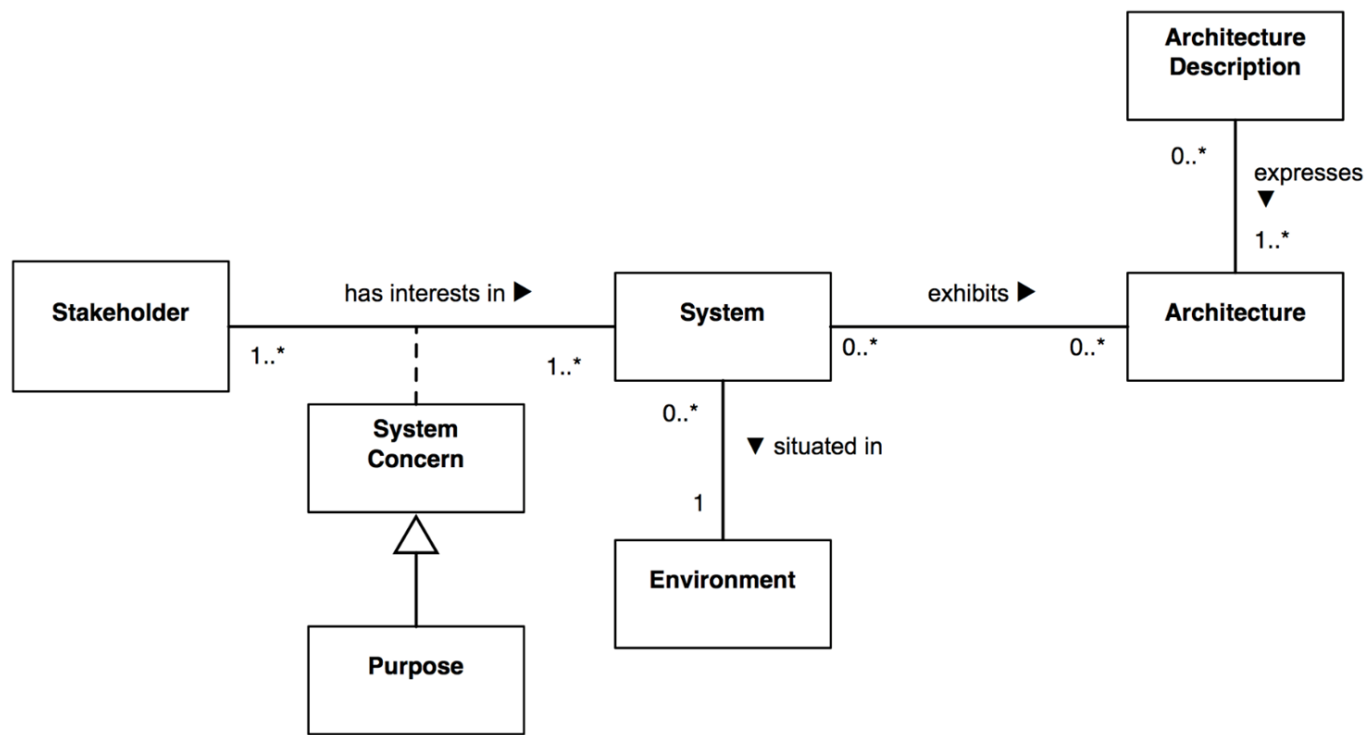 Architecture
Description
0..*
expresses
▼
1..*
Stakeholder
has interests in ►
System
exhibits ►
Architecture
1..*
1..*
0..*
0..*
System
Concern
0..*
▼ situated in
1
Environment
Purpose